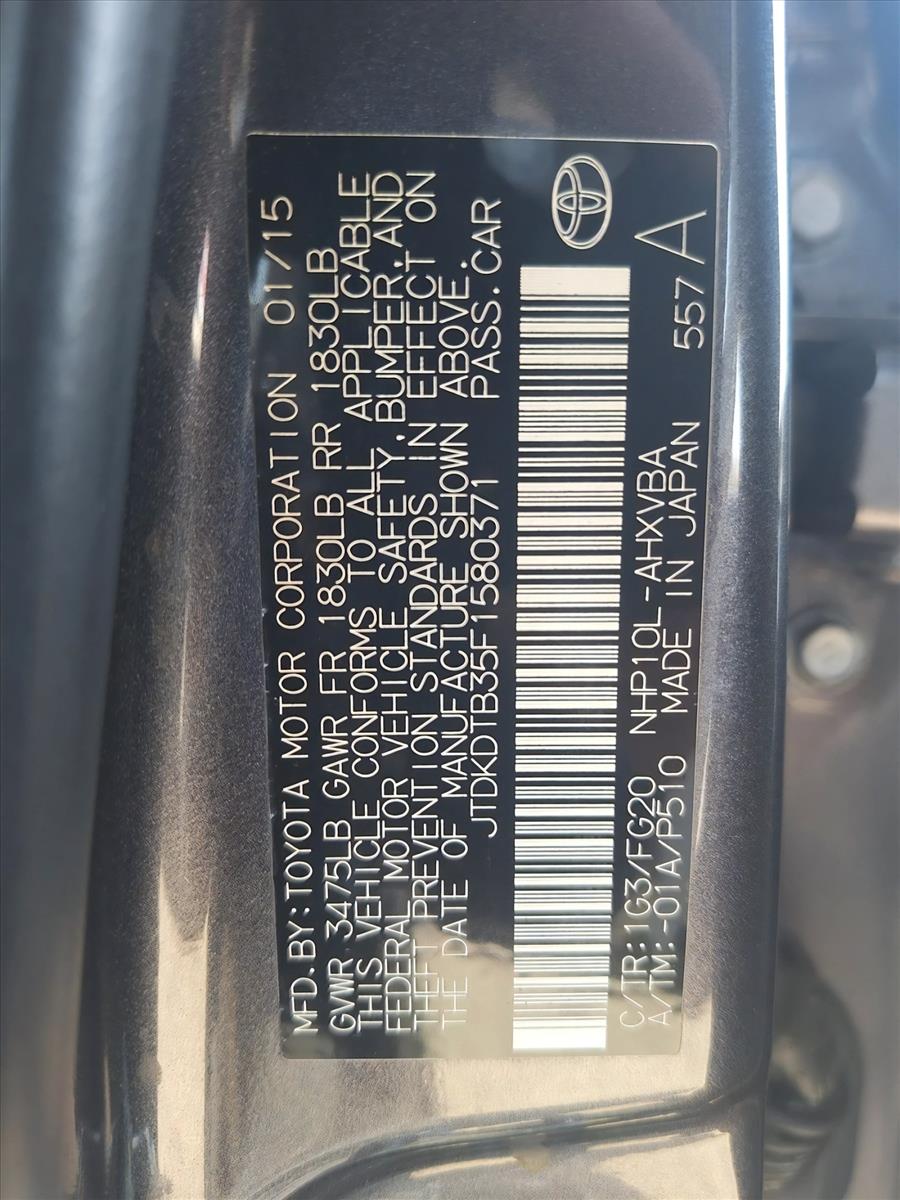 MFD.BY:TOYOTA MOTOR CORPORATION 01/15
GVWR 3475LB GAWR FR 1830LB RR 1830LB
THIS VEHICLE CONFORMS TO ALL APPLICABLE
FEDERAL MOTOR VEHICLE SAFETY, BUMPER, AND
THEFT PREVENTION STANDARDS IN EFFECT ON
THE DATE OF MANUFACTURE SHOWN ABOVE.
JTDKDTB35F1580371 PASS.CAR
C/TR:1G3/FG20 NHP10L-AHXVBA 557
A/TM:-01A/P510 MADE IN JAPAN A